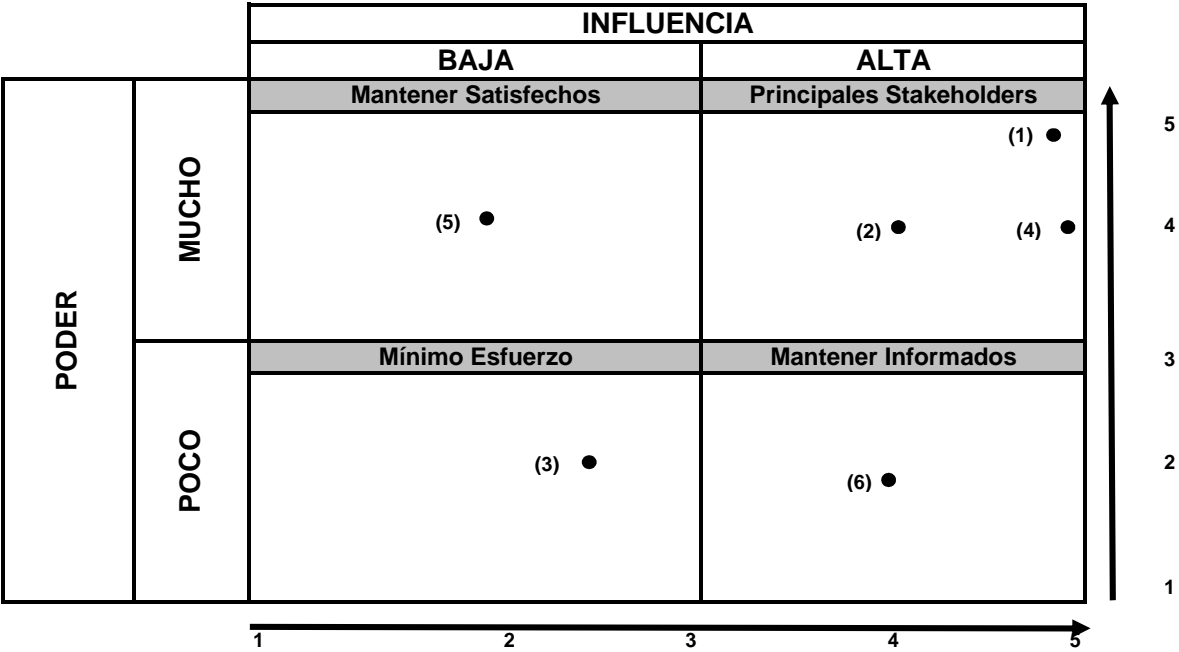 INFLUENCIA
BAJA ALTA
Mantener Satisfechos Principales Stakeholders
5
(1)
MUCHO
(5) (2) (4) 4
PODER
Mínimo Esfuerzo Mantener Informados 3
POCO
(3) 2
(6)
1
1 2 3 4 5